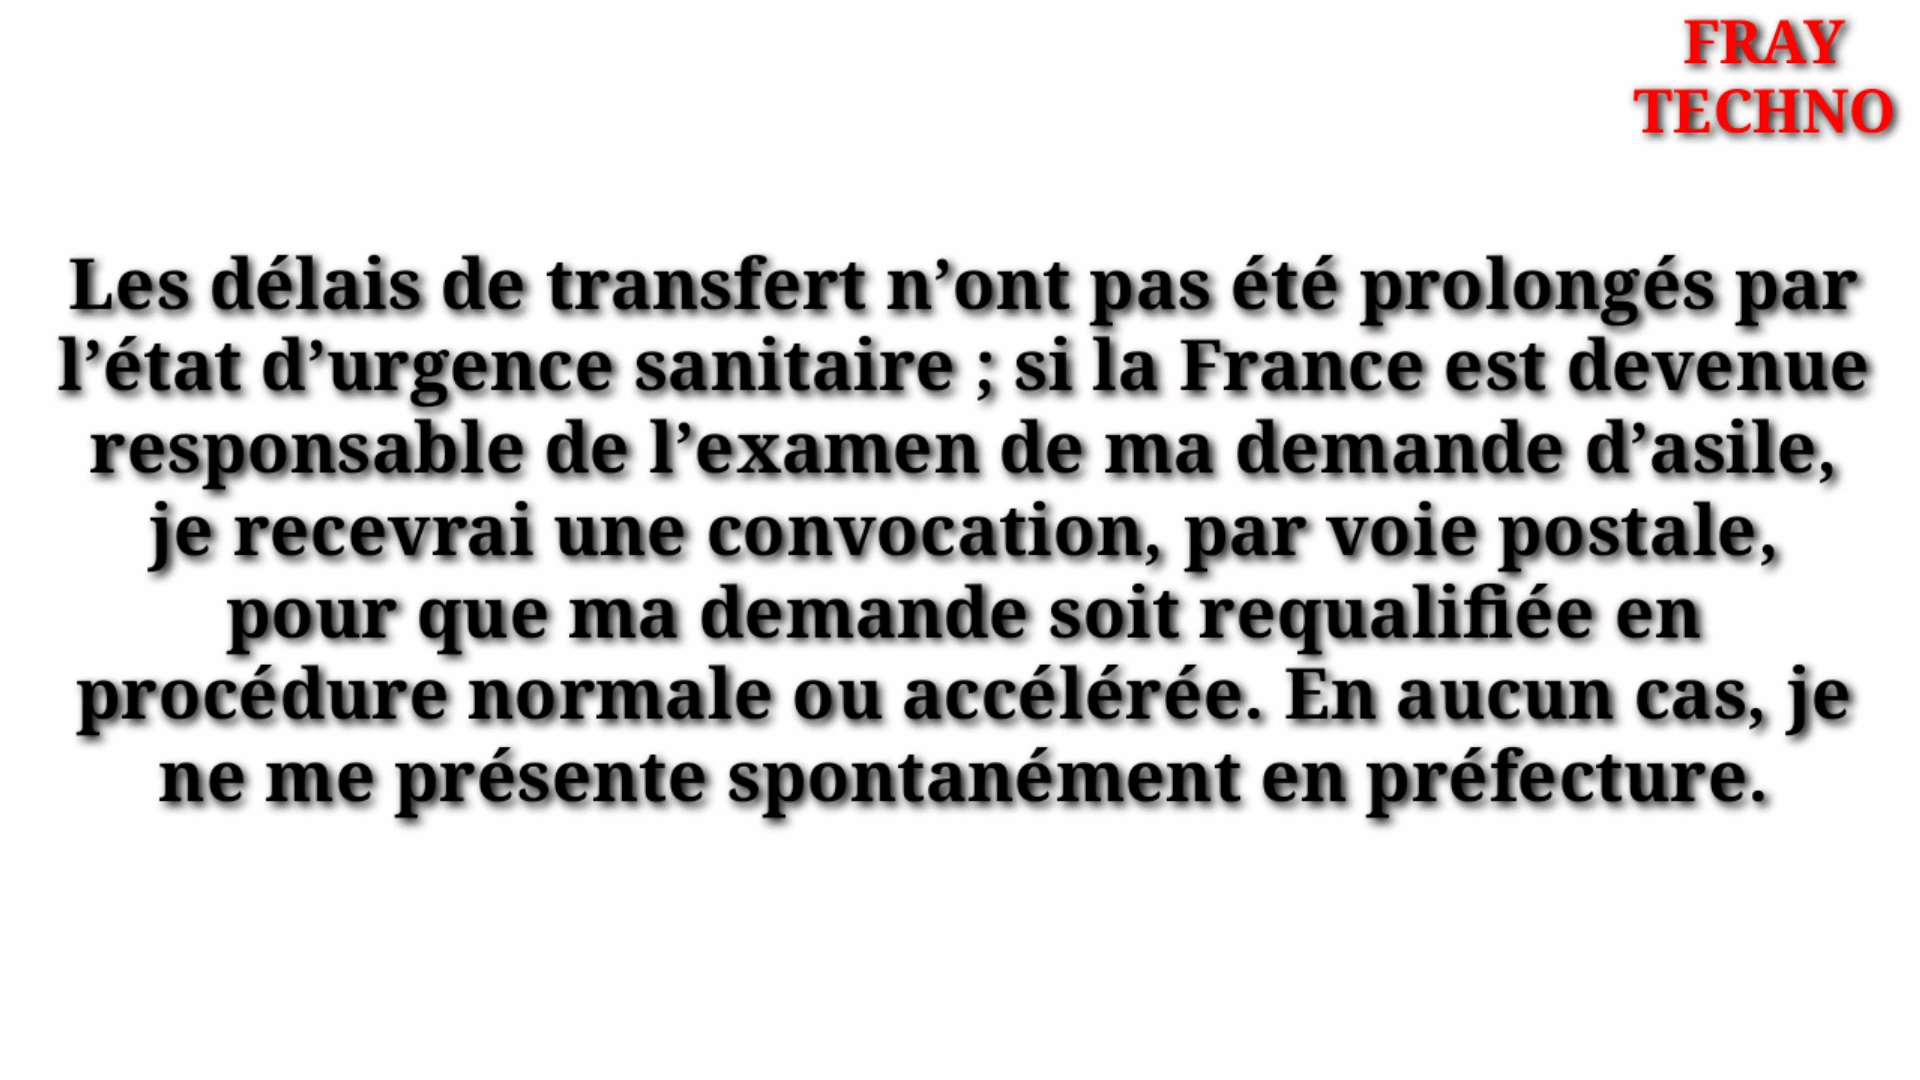 FRAY
TECHNO
Les délais de transfert n’ont pas été prolongés par
l’état d’urgence sanitaire ; si la France est devenue
responsable de l’examen de ma demande d’asile,
je recevrai une convocation, par voie postale,
pour que ma demande soit requalifiée en
procédure normale ou accélérée. En aucun cas, je
ne me présente spontanément en préfecture.